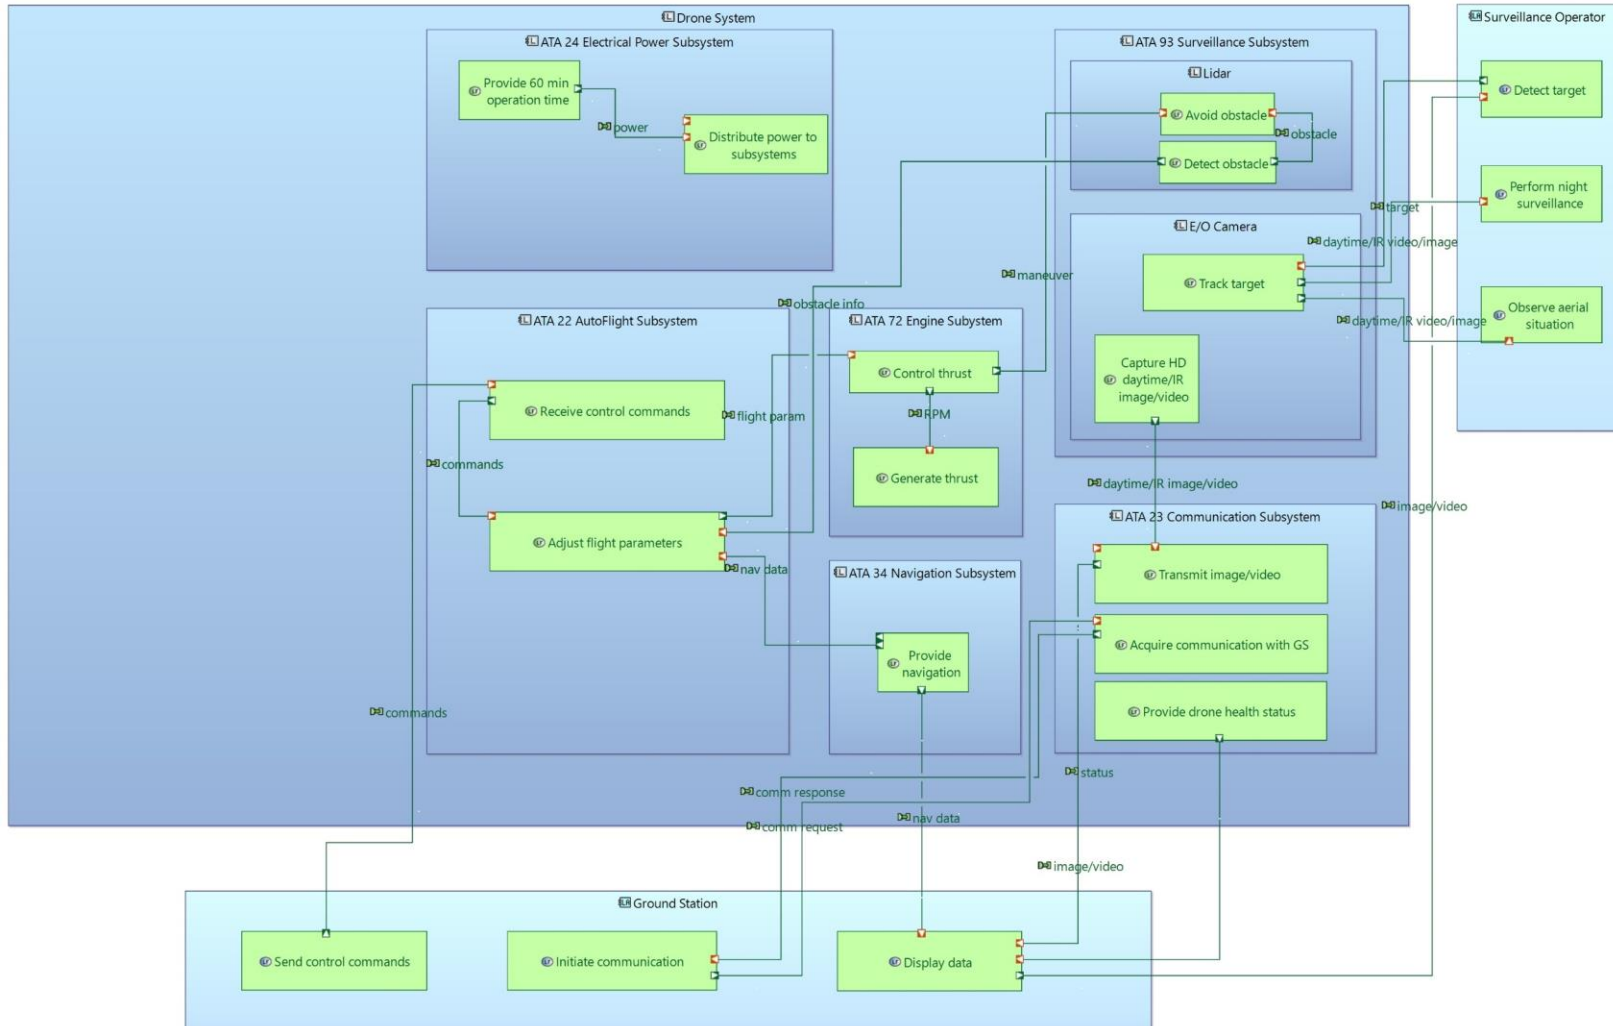 Drone System
Surveillance Operator
ATA 24 Electrical Power Subsystem
Provide 60 min
operation time
power
Distribute power to
subsystems
ATA 93 Surveillance Subsystem
Lidar
Avoid obstacle
obstacle
Detect obstacle
Detect target
Perform night
surveillance
target
E/O Camera
daytime/IR video/image
Track target
maneuver
Observe aerial
situation
daytime/IR video/image
Capture HD
daytime/IR
image/video
obstacle info
ATA 22 AutoFlight Subsystem
Receive control commands
flight param
commands
Adjust flight parameters
nav data
ATA 72 Engine Subsystem
Control thrust
RPM
Generate thrust
daytime/IR image/video
image/video
ATA 34 Navigation Subsystem
Provide
navigation
ATA 23 Communication Subsystem
Transmit image/video
Acquire communication with GS
Provide drone health status
commands
status
comm response
comm request
nav data
image/video
Ground Station
Send control commands
Initiate communication
Display data